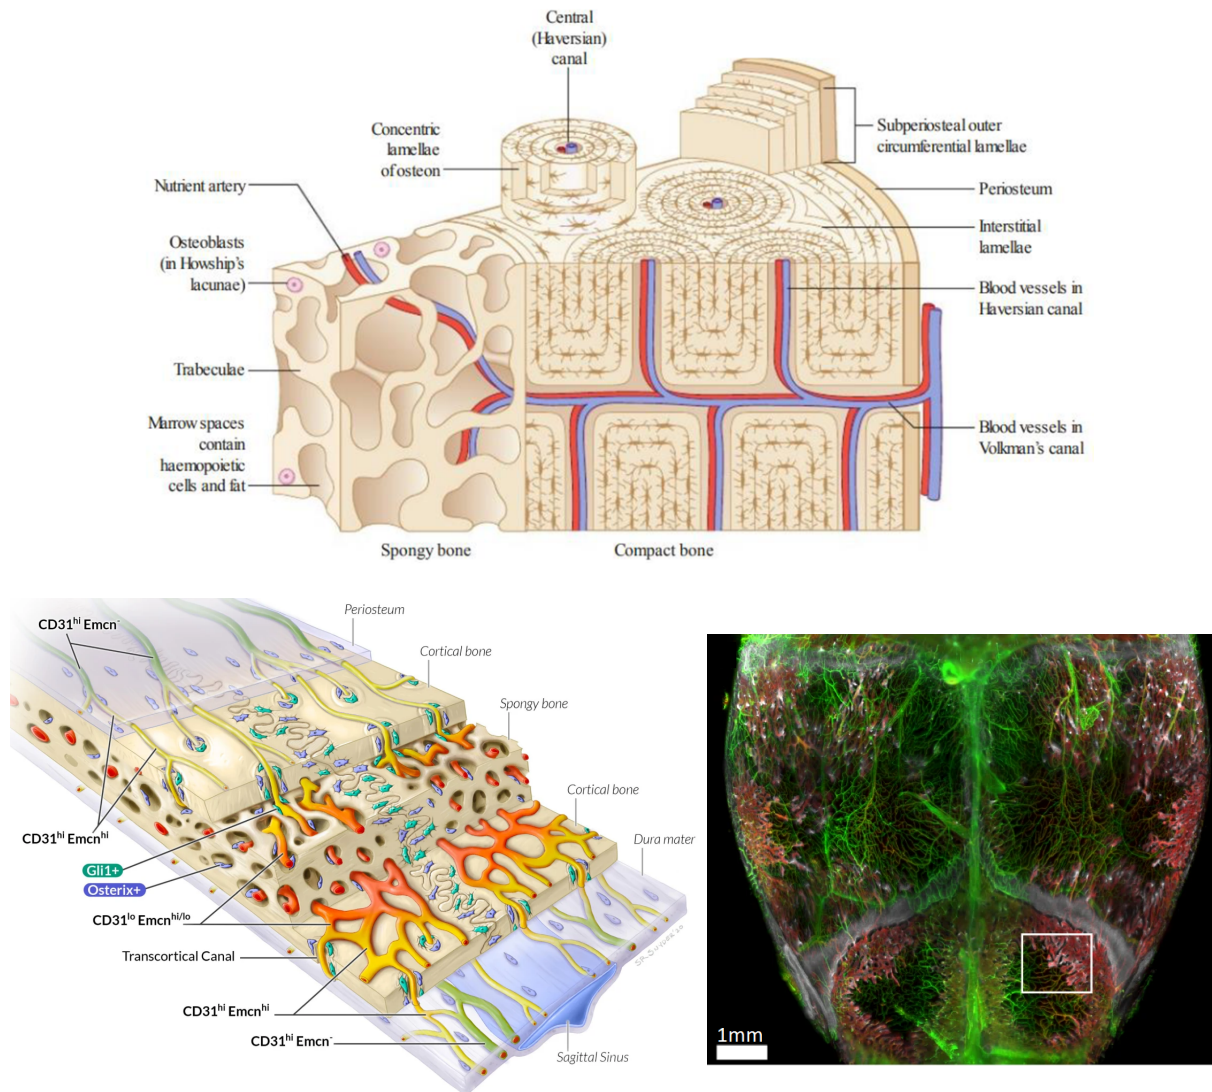 Central
(Haversian)
canal
Concentric
lamellae
of osteon
Subperiosteal outer
circumferential lamellae
Nutrient artery
Periosteum
Osteoblasts
(in Howship's
lacunae)
Interstitial
lamellae
Blood vessels in
Haversian canal
Trabeculae
Marrow spaces
contain
haemopoietic
cells and fat
Blood vessels in
Volkman's canal
Spongy bone
Compact bone
Periosteum
CD31hi Emcn-
Cortical bone
Spongy bone
Cortical bone
CD31hi Emcnhi
Dura mater
Gli1+
Osterix+
CD31lo Emcnhi/lo
Transcortical Canal
CD31hi Emcnhi
CD31hi Emcn-
Sagittal Sinus
1mm